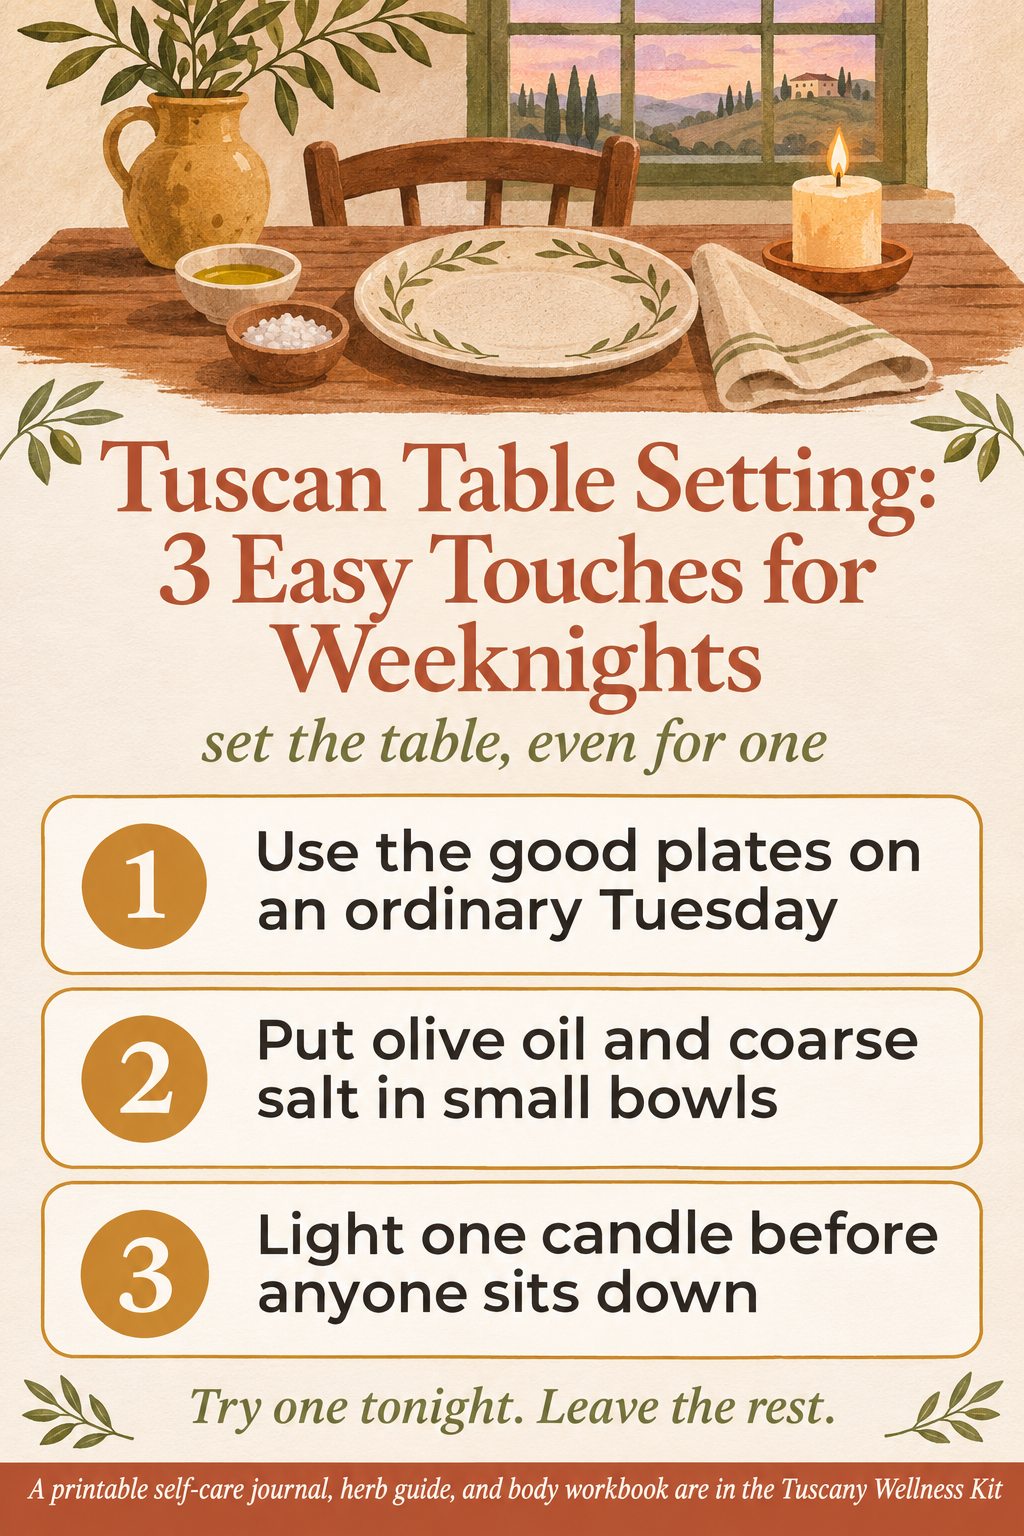 Tuscan Table Setting:
3 Easy Touches for
Weeknights
set the table, even for one
1
Use the good plates on
an ordinary Tuesday
2
Put olive oil and coarse
salt in small bowls
3
Light one candle before
anyone sits down
Try one tonight. Leave the rest.
A printable self-care journal, herb guide, and body workbook are in the Tuscany Wellness Kit